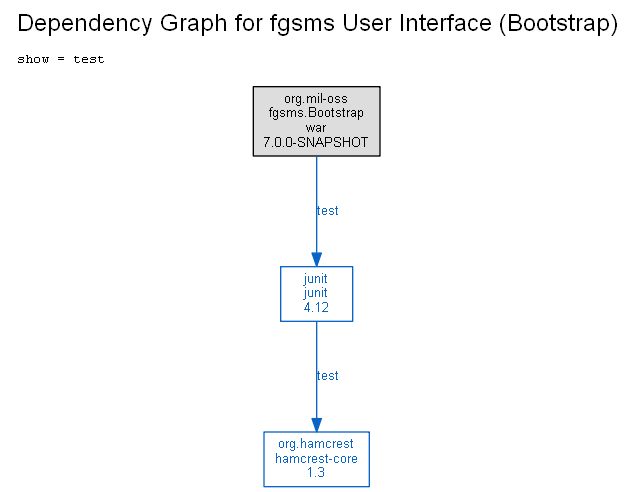 Dependency Graph for fgsms User Interface (Bootstrap)
show = test
org.mil-oss
fgsms.Bootstrap
war
7.0.0-SNAPSHOT
test
junit
junit
4.12
test
org.hamcrest
hamcrest-core
1.3